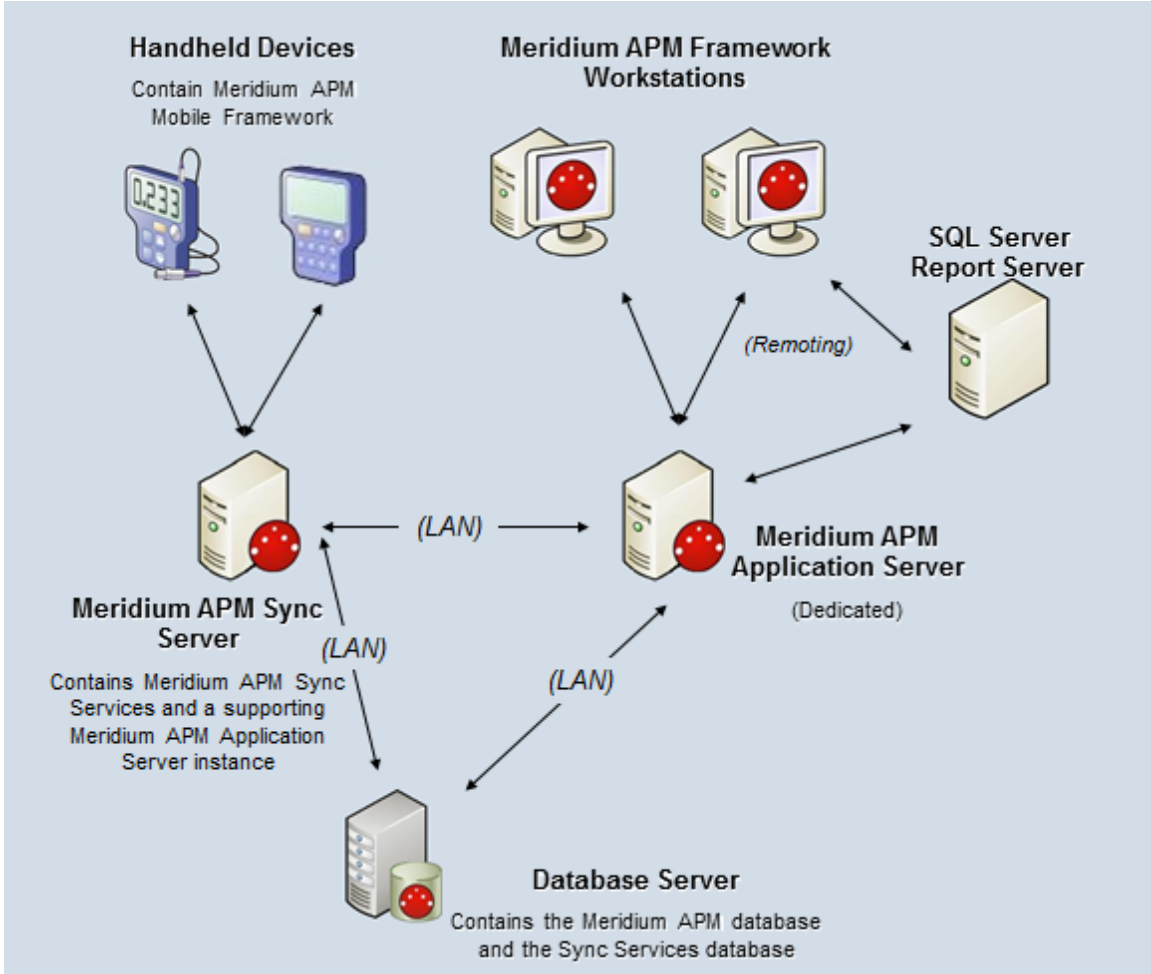 Handheld Devices
Contain Meridium APM
Mobile Framework
0.233
Meridium APM Framework
Workstations
SQL Server
Report Server
(Remoting)
(LAN)
Meridium APM
Application Server
(Dedicated)
Meridium APM Sync
Server
(LAN)
(LAN)
Contains Meridium APM Sync
Services and a supporting
Meridium APM Application
Server instance
Database Server
Contains the Meridium APM database
and the Sync Services database